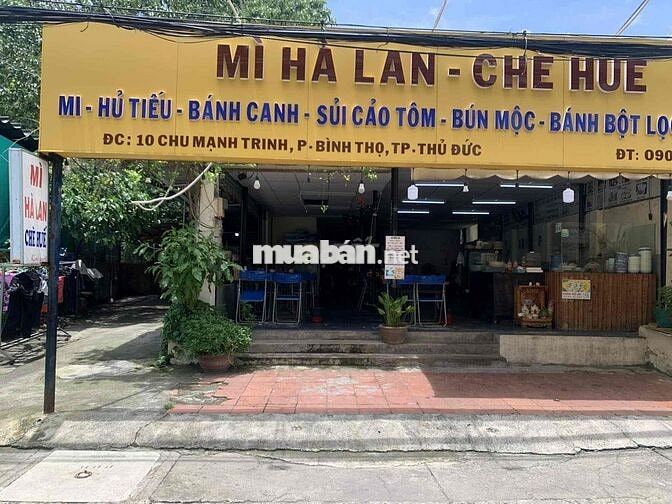 MÌ HÀ LAN - CHÈ HUẾ
MÌ - HỦ TIẾU - BÁNH CANH - SỦI CẢO TÔM - BÚN MỘC - BÁNH BỘT LỌC
ĐC: 10 CHU MẠNH TRINH, P. BÌNH THỌ, TP. THỦ ĐỨC
ĐT: 090
MÌ
HÀ LAN
CHÈ HUẾ
muaban.net